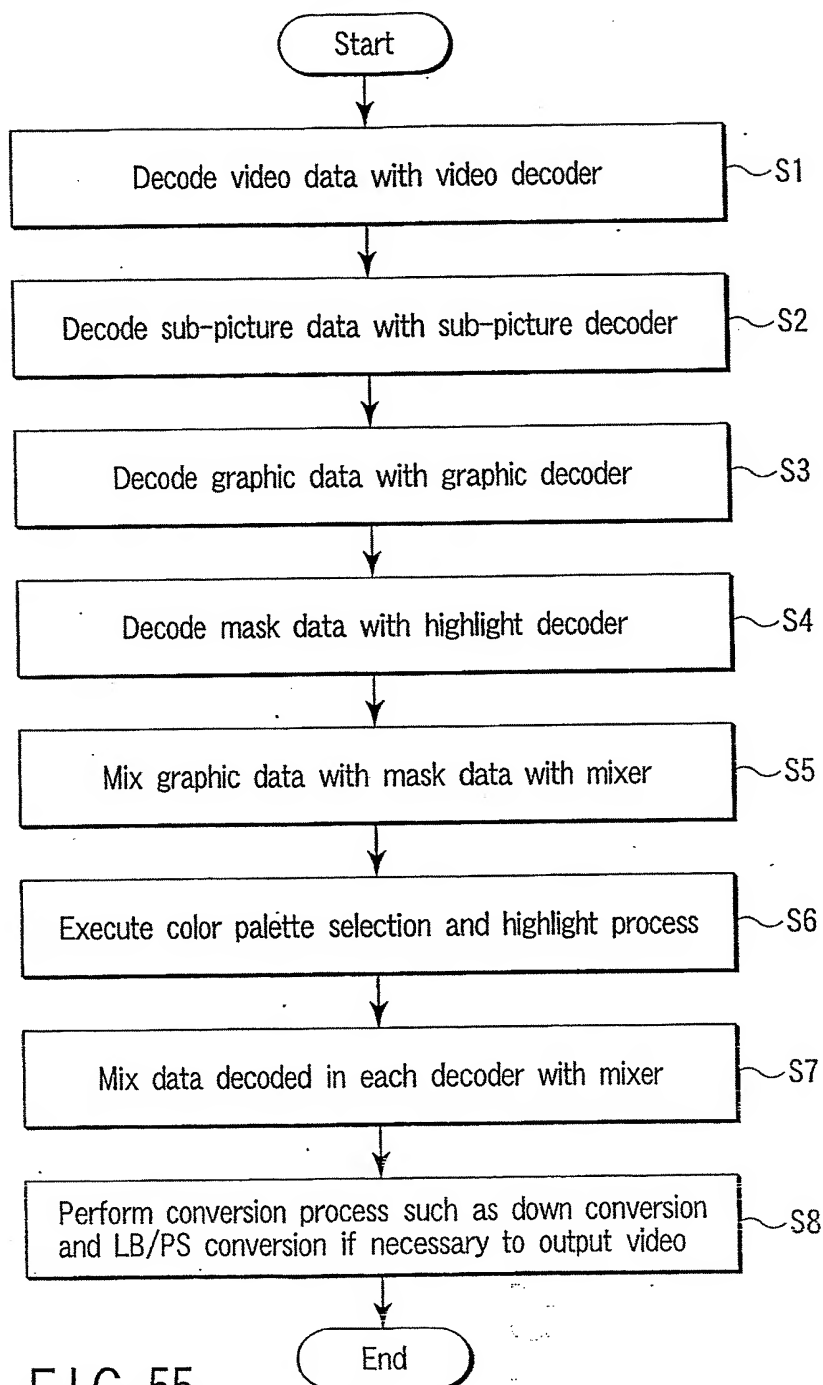 Start
Decode video data with video decoder
S1
Decode sub-picture data with sub-picture decoder
S2
Decode graphic data with graphic decoder
S3
Decode mask data with highlight decoder
S4
Mix graphic data with mask data with mixer
S5
Execute color palette selection and highlight process
S6
Mix data decoded in each decoder with mixer
S7
Perform conversion process such as down conversion
and LB/PS conversion if necessary to output video
S8
End
FIG. 55